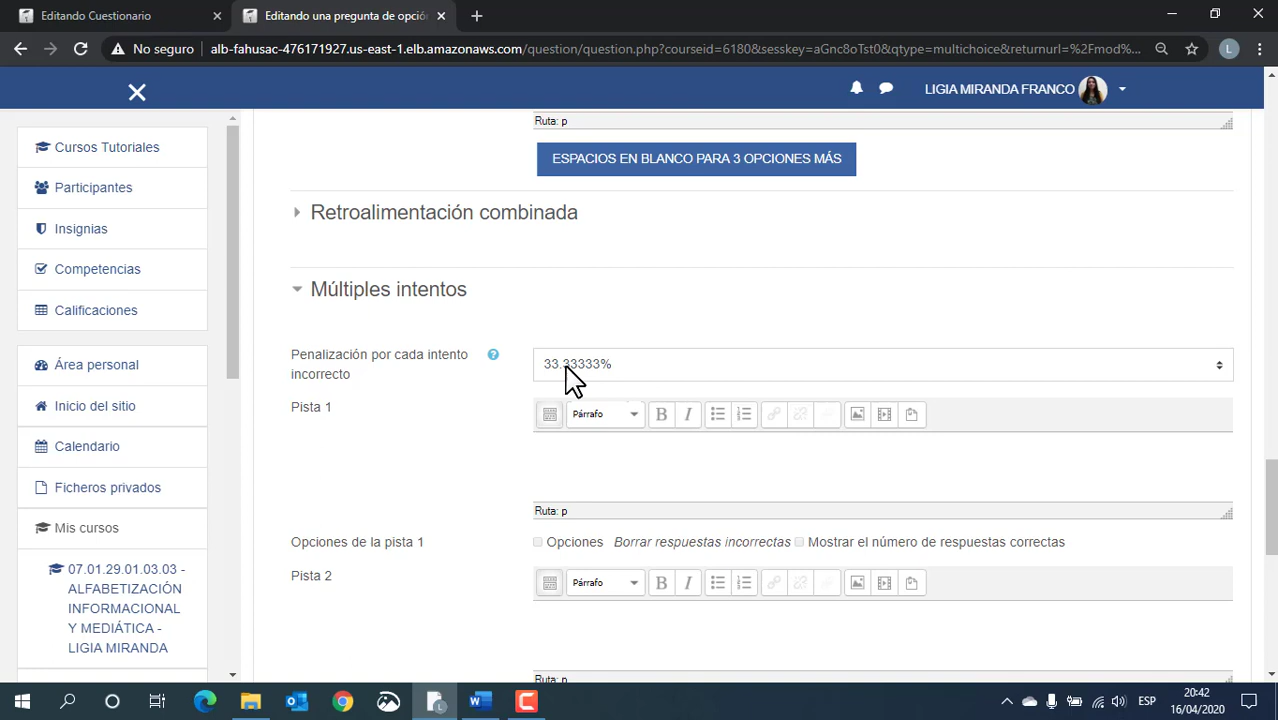 Editando Cuestionario
Editando una pregunta de opció
No seguro
alb-fahusac-476171927.us-east-1.elb.amazonaws.com/question/question.php?courseid=6180&sesskey=aGnc8oTst0&qtype=multichoice&returnurl=%2Fmod%...
L
LIGIA MIRANDA FRANCO
Cursos Tutoriales
Participantes
Insignias
Competencias
Calificaciones
Área personal
Inicio del sitio
Calendario
Ficheros privados
Mis cursos
07.01.29.01.03.03 -
ALFABETIZACIÓN
INFORMACIONAL
Y MEDIÁTICA -
LIGIA MIRANDA
Ruta: p
ESPACIOS EN BLANCO PARA 3 OPCIONES MÁS
Retroalimentación combinada
Múltiples intentos
Penalización por cada intento
incorrecto
33.33333%
Pista 1
Párrafo
B I
Ruta: p
Opciones de la pista 1
Opciones Borrar respuestas incorrectas Mostrar el número de respuestas correctas
Pista 2
Párrafo
B I
Ruta: p
ESP
20:42
16/04/2020